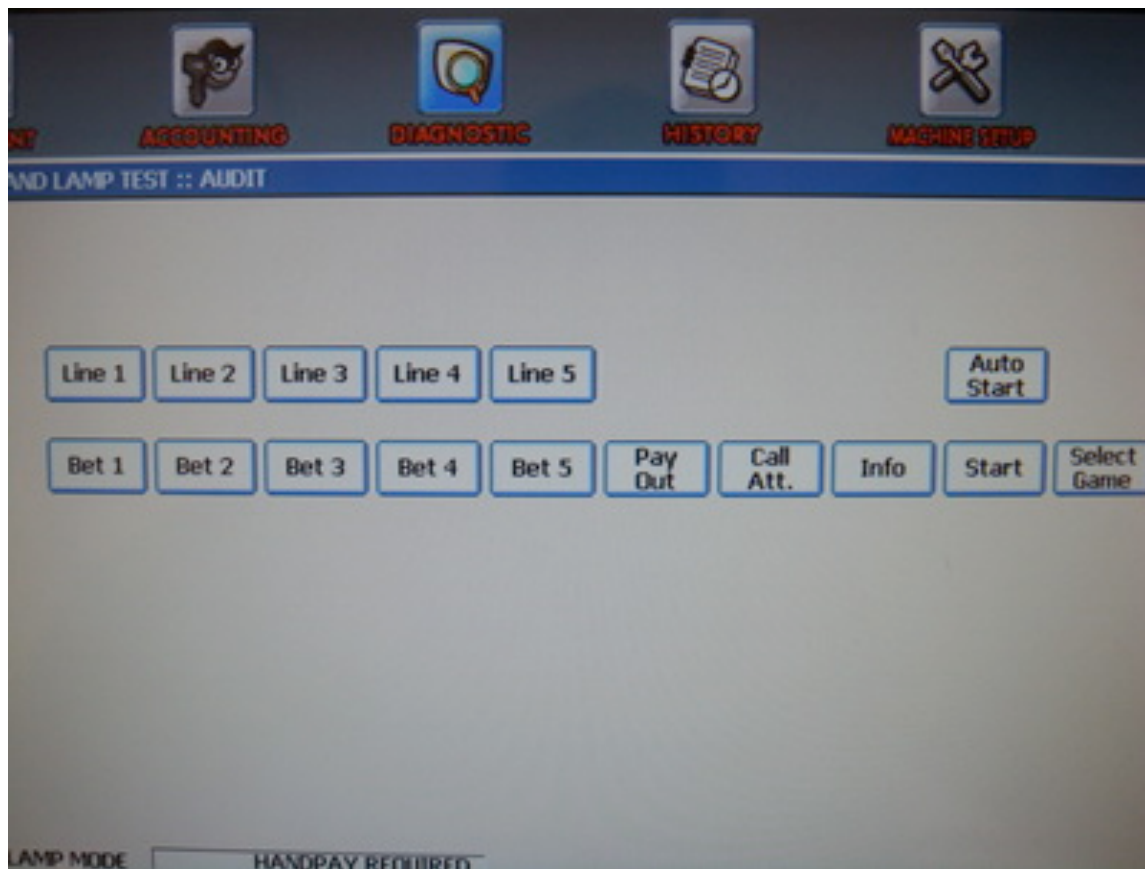 NT ACCOUNTING DIAGNOSTIC HISTORY MACHINE SETUP
AND LAMP TEST :: AUDIT
Line 1 Line 2 Line 3 Line 4 Line 5 Auto Start
Bet 1 Bet 2 Bet 3 Bet 4 Bet 5 Pay Out Call Att. Info Start Select Game
LAMP MODE HANDPAY REQUIRED